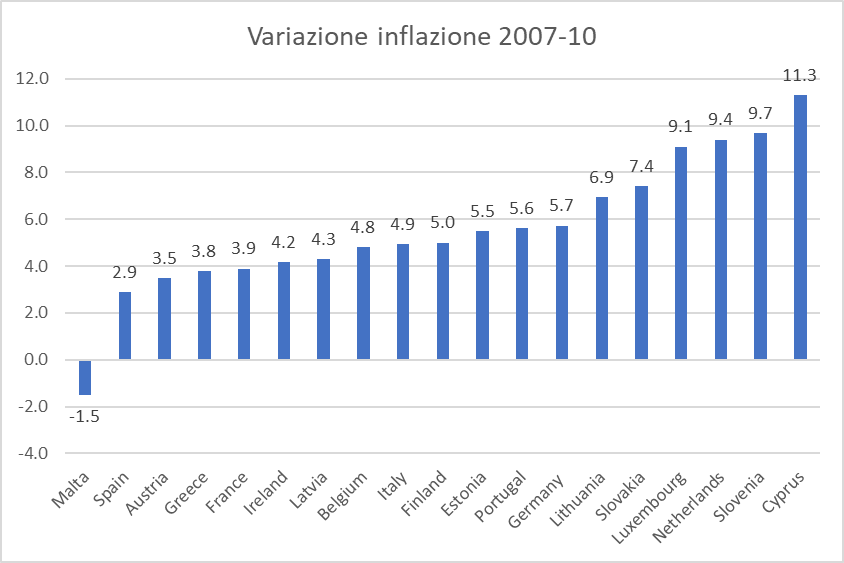 Variazione inflazione 2007-10
12.0
10.0
8.0
6.0
4.0
2.0
0.0
-2.0
-4.0
-1.5
2.9
3.5
3.8
3.9
4.2
4.3
4.8
4.9
5.0
5.5
5.6
5.7
6.9
7.4
9.1
9.4
9.7
11.3
Malta
Spain
Austria
Greece
France
Ireland
Latvia
Belgium
Italy
Finland
Estonia
Portugal
Germany
Lithuania
Slovakia
Luxembourg
Netherlands
Slovenia
Cyprus